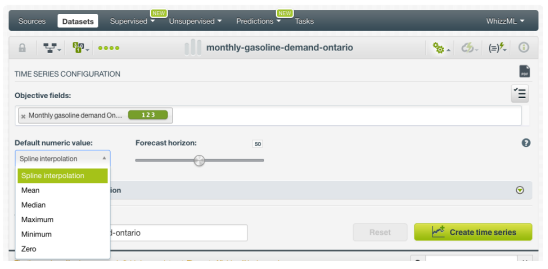 NEW NEW
Sources Datasets Supervised Unsupervised Predictions Tasks WhizzML
monthly-gasoline-demand-ontario
TIME SERIES CONFIGURATION
Objective fields:
× Monthly gasoline demand On... 123
Default numeric value: Forecast horizon: 50
Spline interpolation
Spline interpolation
Mean
Median
Maximum
Minimum
Zero
ion
d-ontario
Reset
Create time series